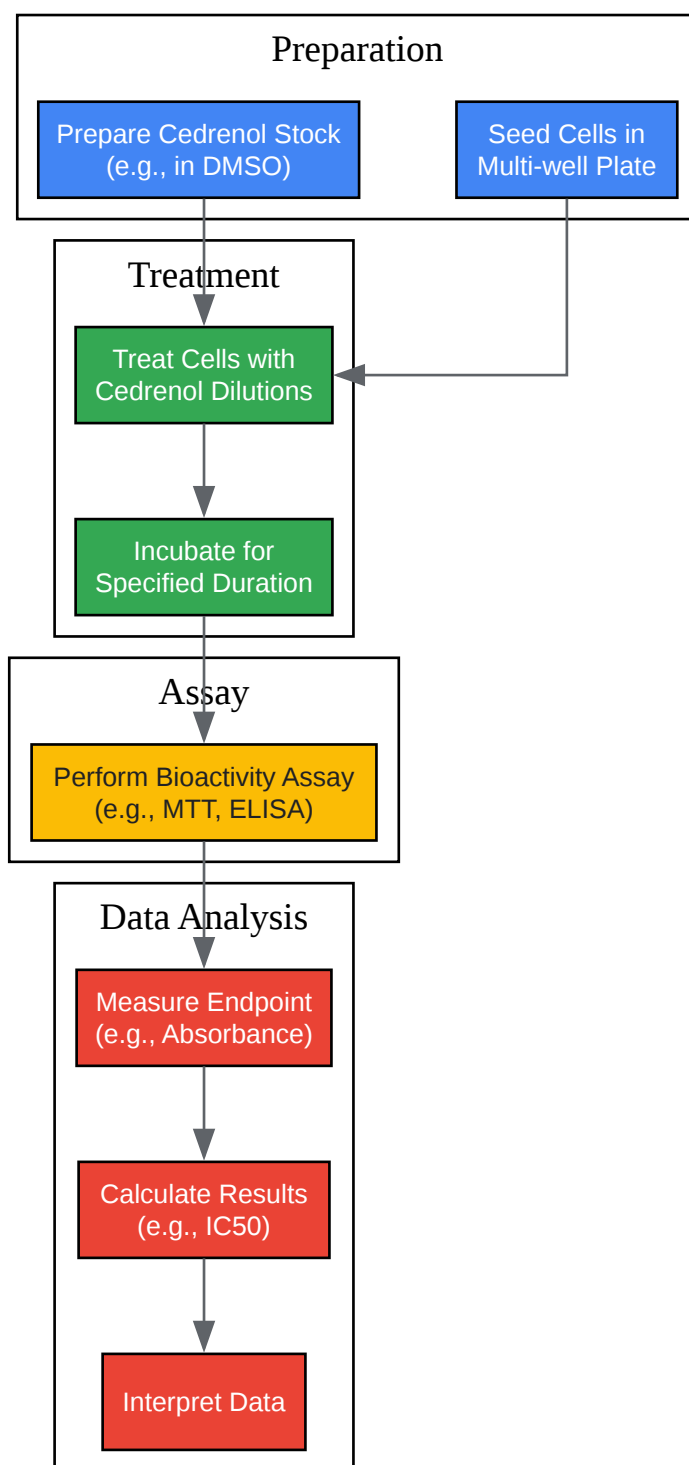 Preparation
Prepare Cedrenol Stock
(e.g., in DMSO)
Seed Cells in
Multi-well Plate
Treatment
Treat Cells with
Cedrenol Dilutions
Incubate for
Specified Duration
Assay
Perform Bioactivity Assay
(e.g., MTT, ELISA)
Data Analysis
Measure Endpoint
(e.g., Absorbance)
Calculate Results
(e.g., IC50)
Interpret Data